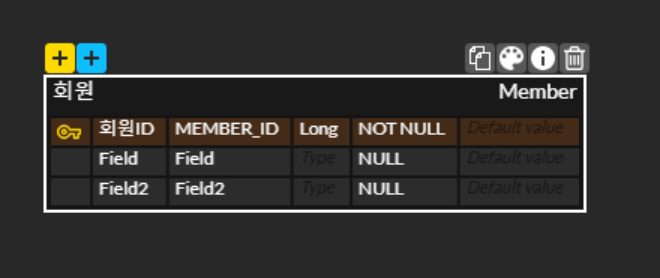 회원 Member
회원ID MEMBER_ID Long NOT NULL Default value
Field Field Type NULL Default value
Field2 Field2 Type NULL Default value